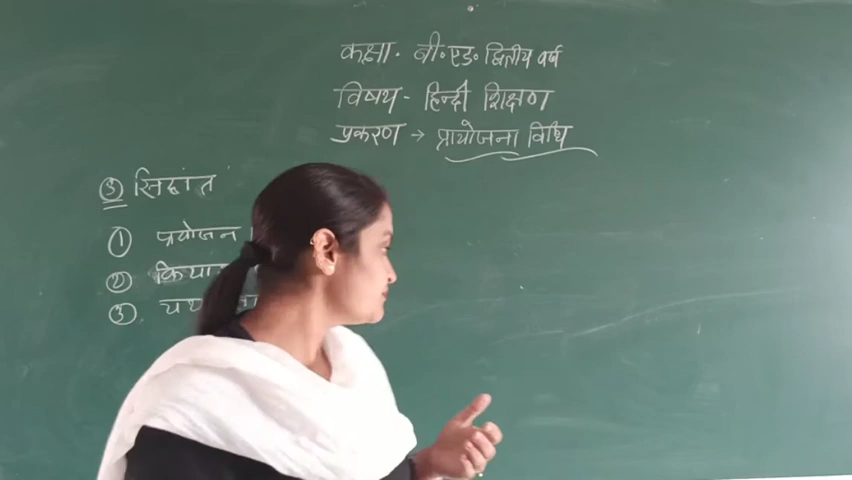 कक्षा. बी.एड. द्वितीय वर्ष
विषय - हिन्दी शिक्षण
प्रकरण → प्रायोजना विधि
③ सिद्धांत
① प्रयोजन
②
③